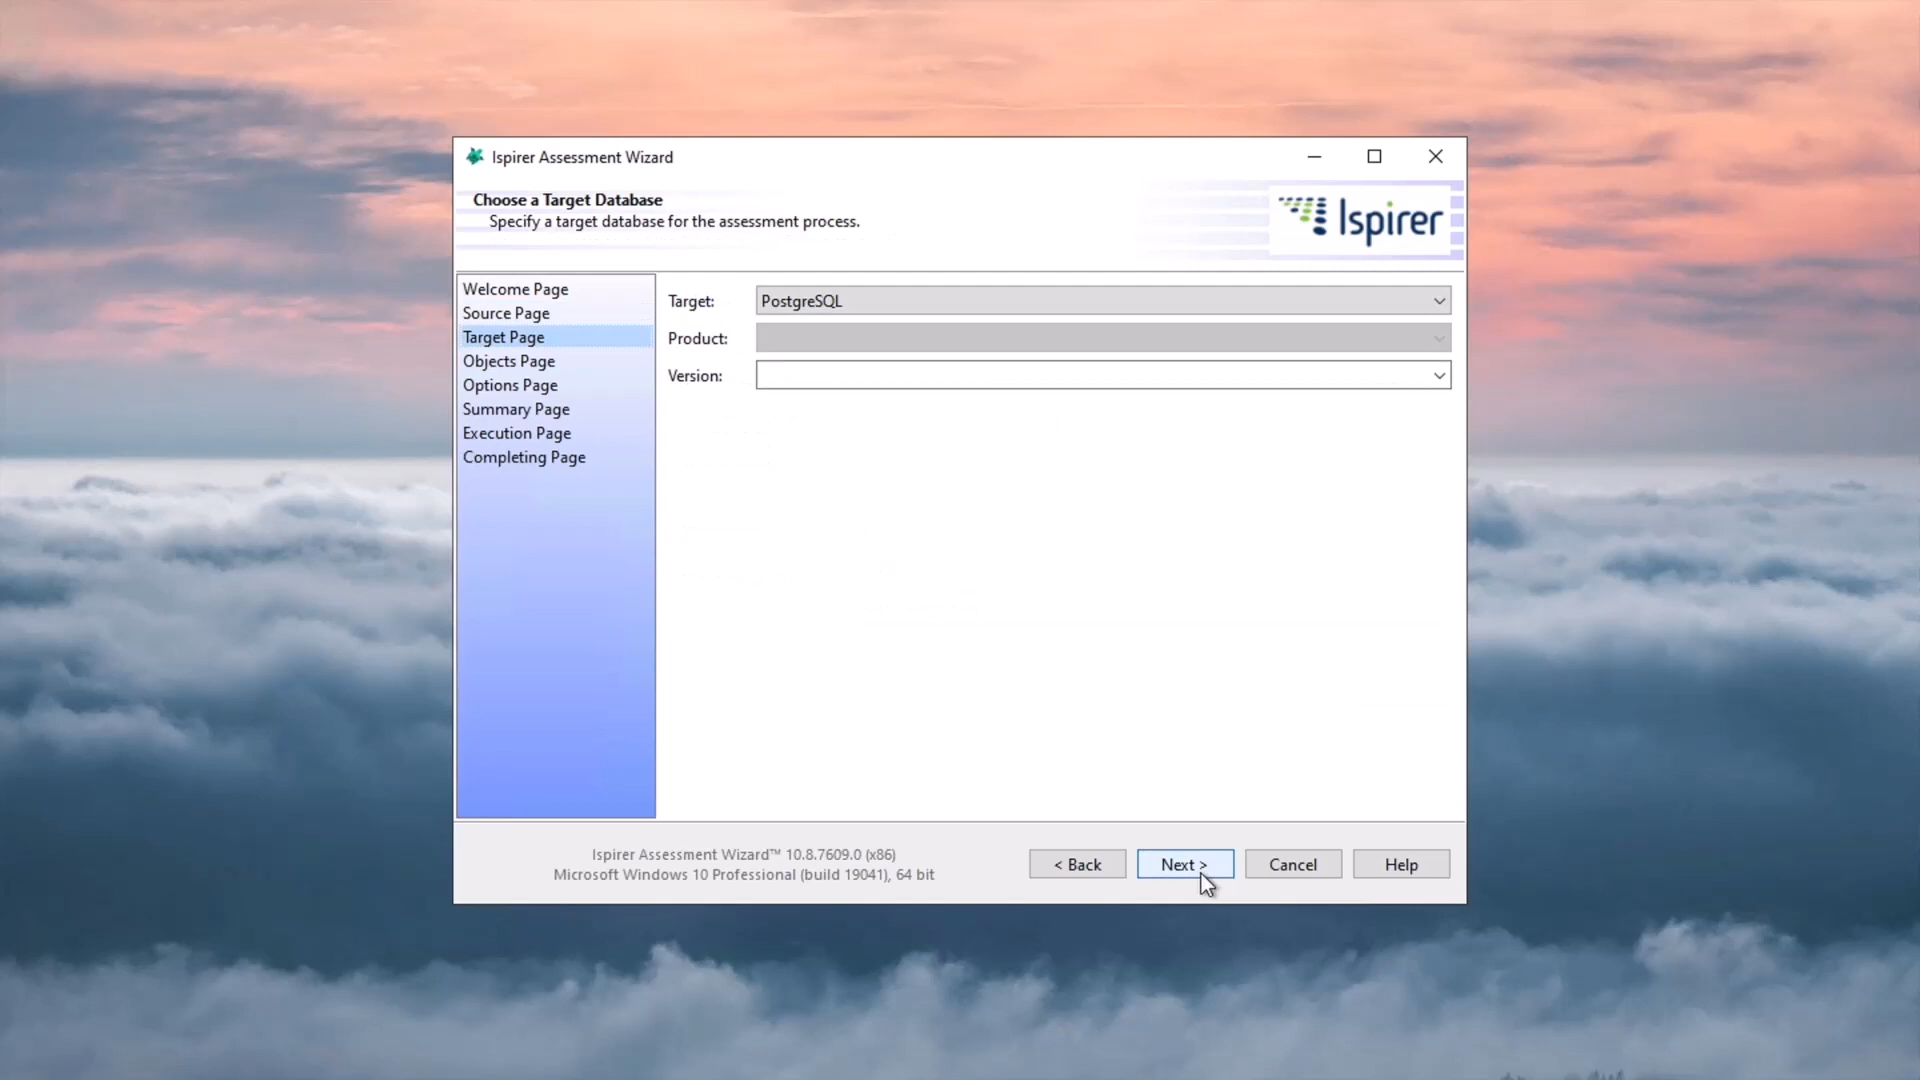 Ispirer Assessment Wizard
Choose a Target Database
Specify a target database for the assessment process.
Ispirer
Welcome Page
Source Page
Target Page
Objects Page
Options Page
Summary Page
Execution Page
Completing Page
Target: PostgreSQL
Product:
Version:
Ispirer Assessment Wizard™ 10.8.7609.0 (x86)
Microsoft Windows 10 Professional (build 19041), 64 bit
< Back Next > Cancel Help